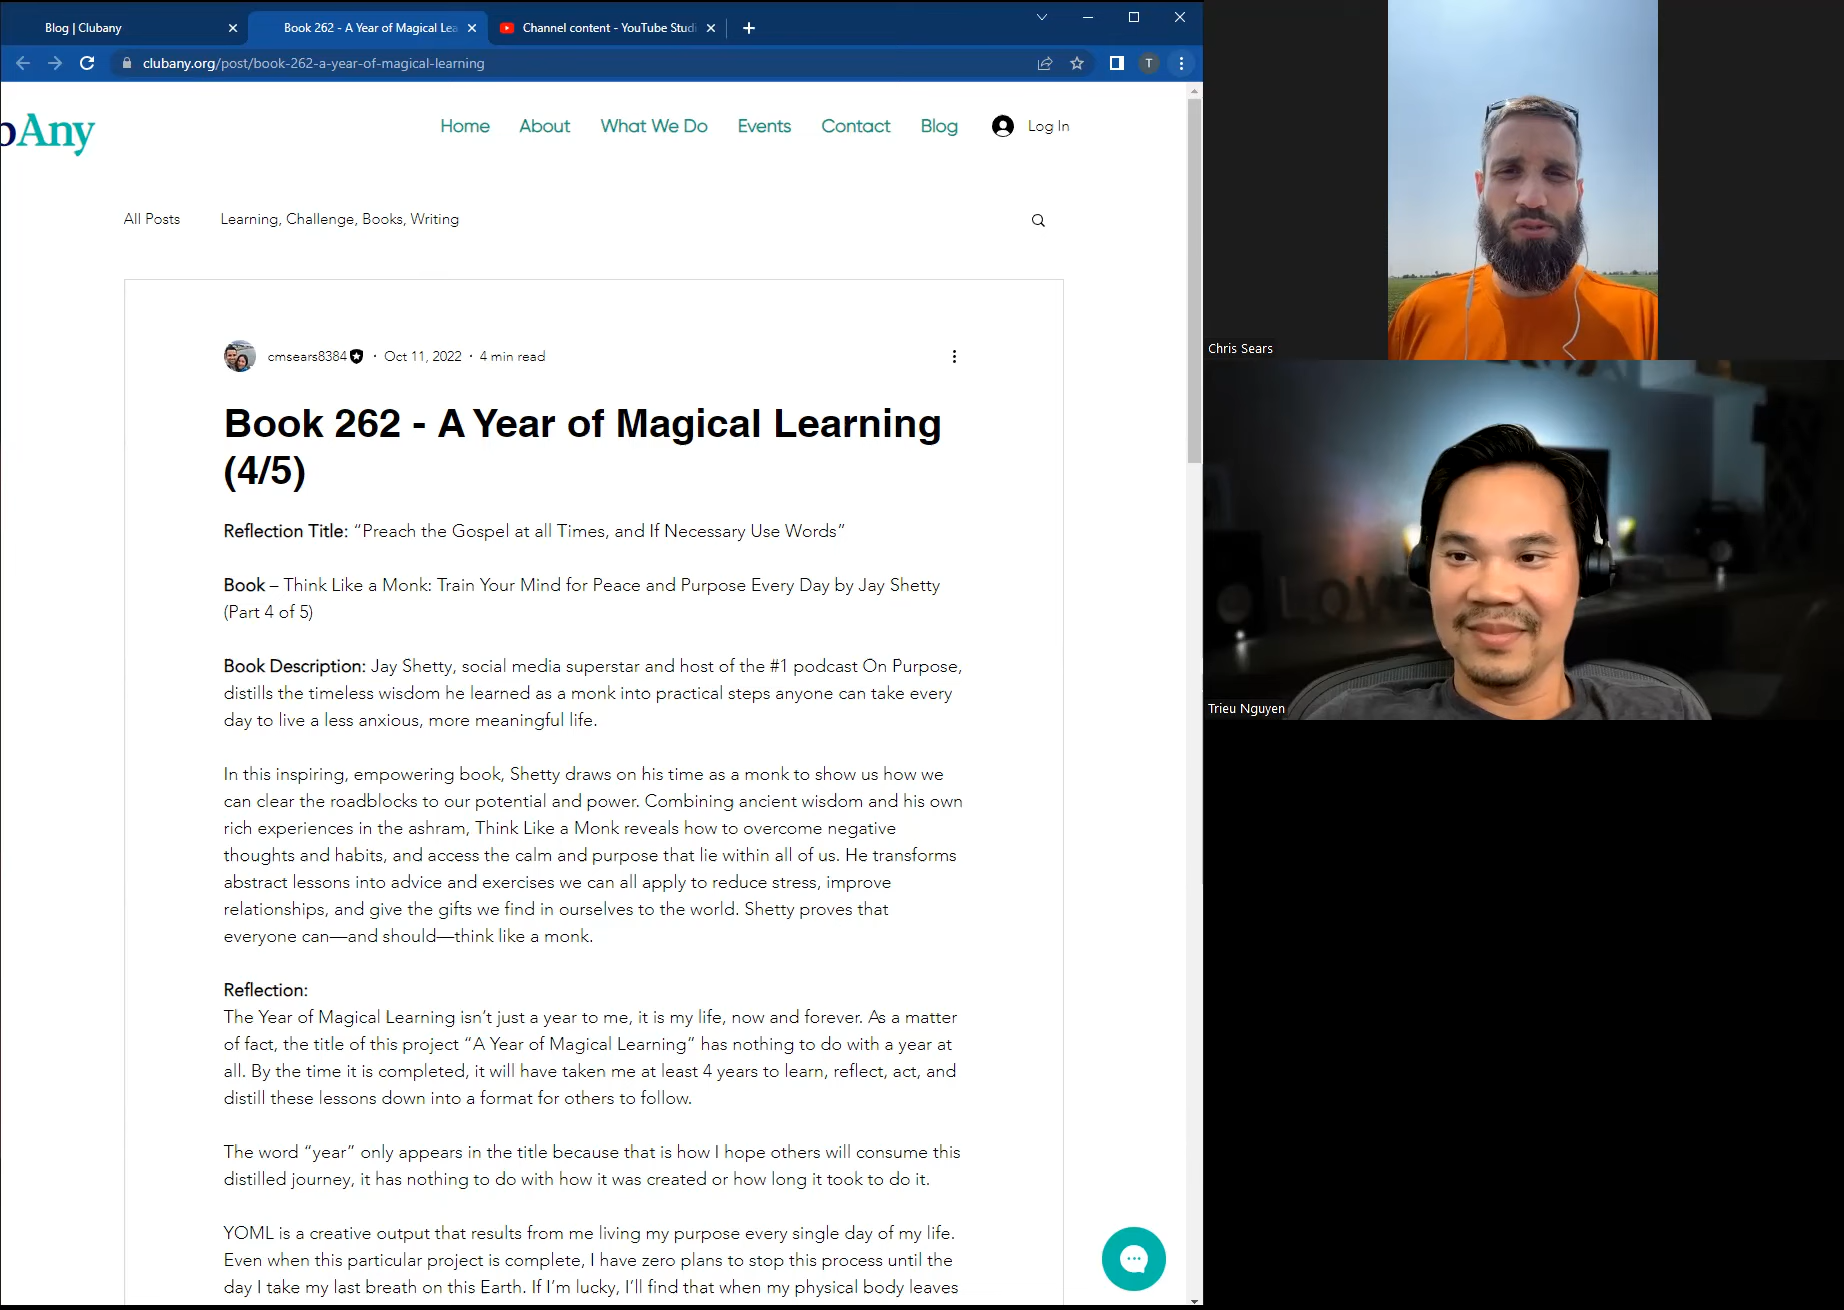 Blog | Clubany
Book 262 - A Year of Magical Lea
Channel content - YouTube Studi
clubany.org/post/book-262-a-year-of-magical-learning
T
bAny
Home About What We Do Events Contact Blog Log In
All Posts Learning, Challenge, Books, Writing
cmsears8384 · Oct 11, 2022 · 4 min read
Book 262 - A Year of Magical Learning
(4/5)
Reflection Title: “Preach the Gospel at all Times, and If Necessary Use Words”
Book – Think Like a Monk: Train Your Mind for Peace and Purpose Every Day by Jay Shetty
(Part 4 of 5)
Book Description: Jay Shetty, social media superstar and host of the #1 podcast On Purpose,
distills the timeless wisdom he learned as a monk into practical steps anyone can take every
day to live a less anxious, more meaningful life.
In this inspiring, empowering book, Shetty draws on his time as a monk to show us how we
can clear the roadblocks to our potential and power. Combining ancient wisdom and his own
rich experiences in the ashram, Think Like a Monk reveals how to overcome negative
thoughts and habits, and access the calm and purpose that lie within all of us. He transforms
abstract lessons into advice and exercises we can all apply to reduce stress, improve
relationships, and give the gifts we find in ourselves to the world. Shetty proves that
everyone can—and should—think like a monk.
Reflection:
The Year of Magical Learning isn’t just a year to me, it is my life, now and forever. As a matter
of fact, the title of this project “A Year of Magical Learning” has nothing to do with a year at
all. By the time it is completed, it will have taken me at least 4 years to learn, reflect, act, and
distill these lessons down into a format for others to follow.
The word “year” only appears in the title because that is how I hope others will consume this
distilled journey, it has nothing to do with how it was created or how long it took to do it.
YOML is a creative output that results from me living my purpose every single day of my life.
Even when this particular project is complete, I have zero plans to stop this process until the
day I take my last breath on this Earth. If I’m lucky, I’ll find that when my physical body leaves
Chris Sears
LOV
Trieu Nguyen